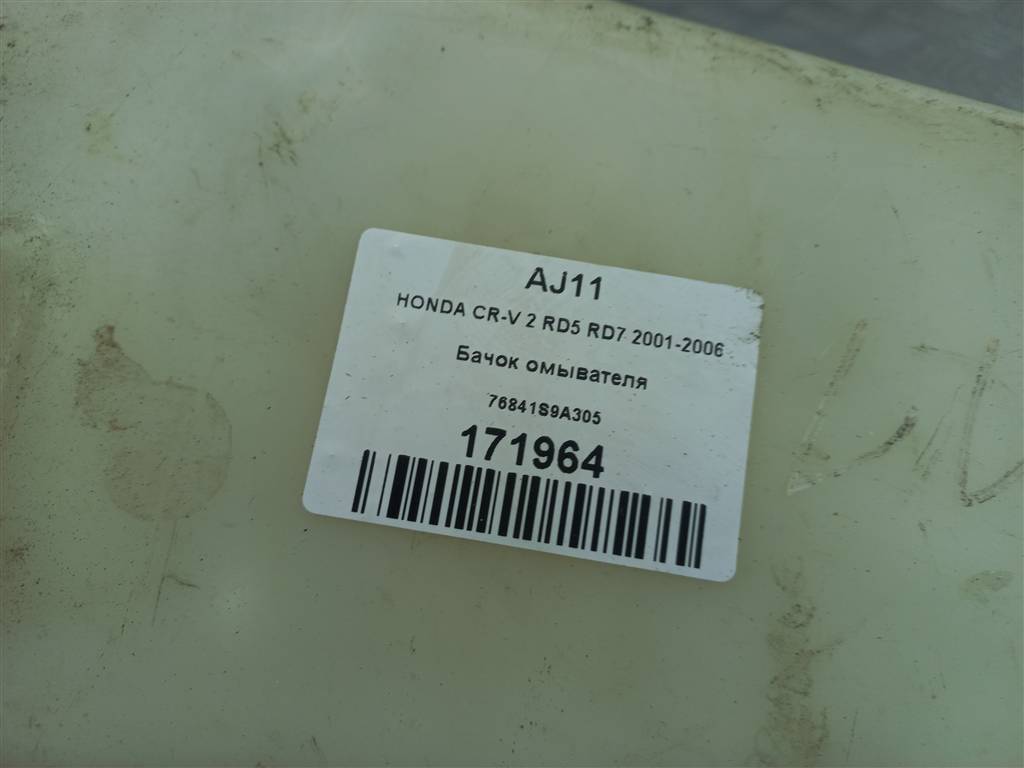 AJ11
HONDA CR-V 2 RD5 RD7 2001-2006
Бачок омывателя
76841S9A305
171964